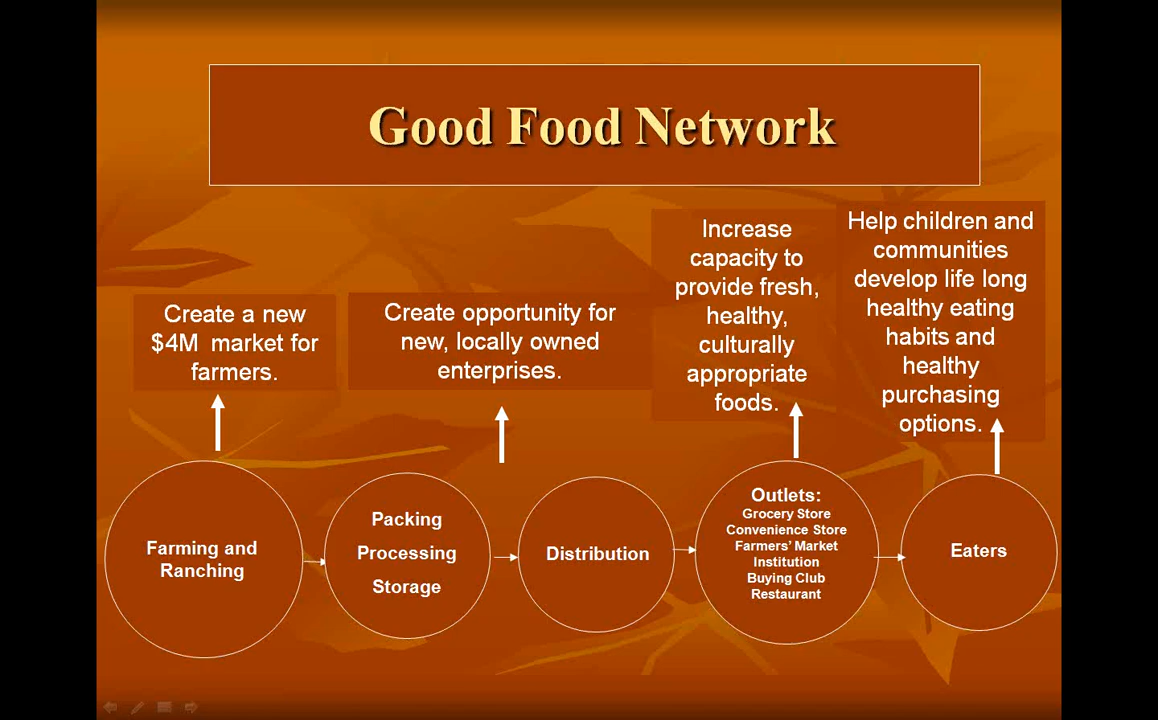 Good Food Network
Create a new
$4M market for
farmers.
Create opportunity for
new, locally owned
enterprises.
Increase
capacity to
provide fresh,
healthy,
culturally
appropriate
foods.
Help children and
communities
develop life long
healthy eating
habits and
healthy
purchasing
options.
Farming and
Ranching
Packing
Processing
Storage
Distribution
Outlets:
Grocery Store
Convenience Store
Farmers’ Market
Institution
Buying Club
Restaurant
Eaters